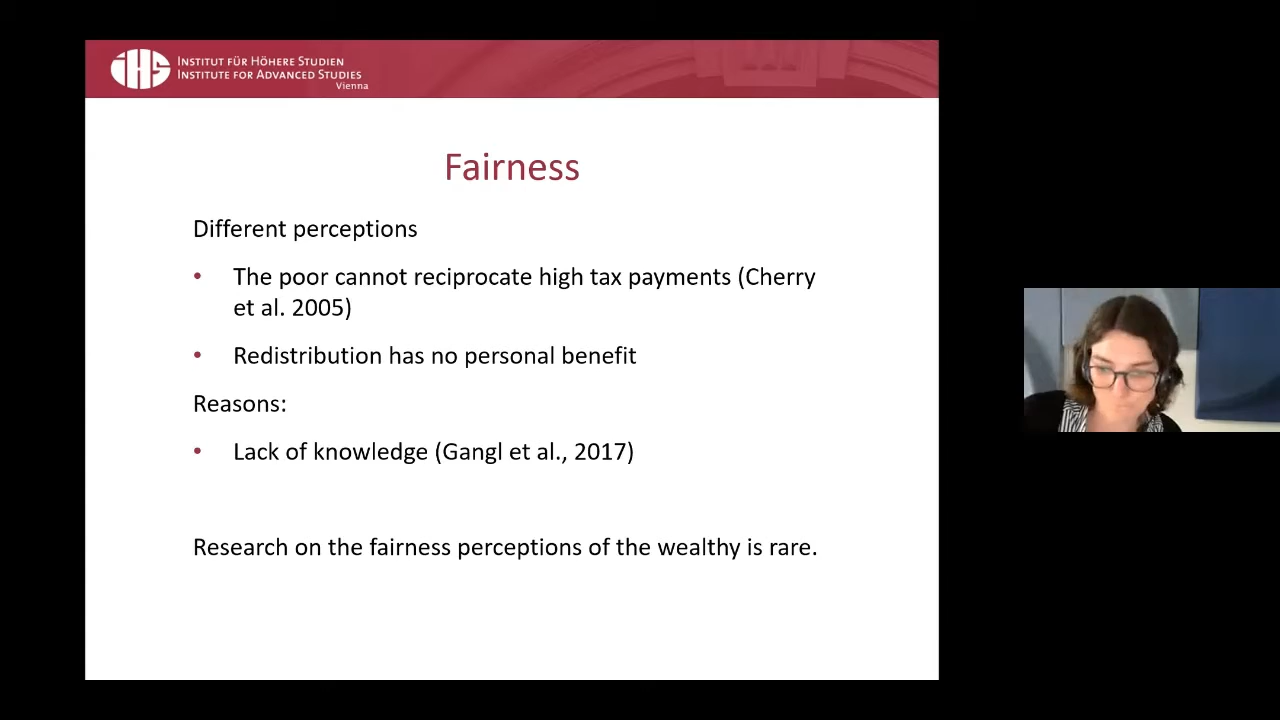 iHS
INSTITUT FÜR HÖHERE STUDIEN
INSTITUTE FOR ADVANCED STUDIES
Vienna
Fairness
Different perceptions
• The poor cannot reciprocate high tax payments (Cherry
et al. 2005)
• Redistribution has no personal benefit
Reasons:
• Lack of knowledge (Gangl et al., 2017)
Research on the fairness perceptions of the wealthy is rare.